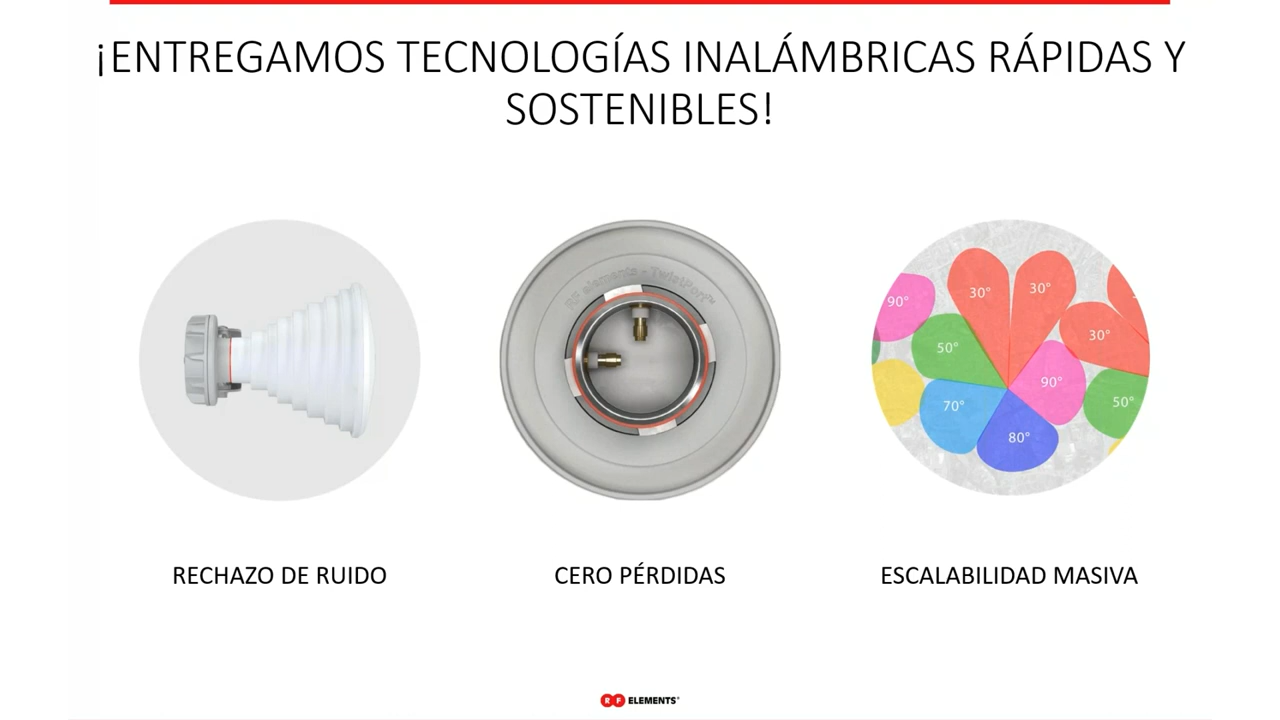 ¡ENTREGAMOS TECNOLOGÍAS INALÁMBRICAS RÁPIDAS Y
SOSTENIBLES!
RF elements - TwistPort™
90°
30°
30°
30°
50°
90°
50°
70°
80°
RECHAZO DE RUIDO
CERO PÉRDIDAS
ESCALABILIDAD MASIVA
RF ELEMENTS®